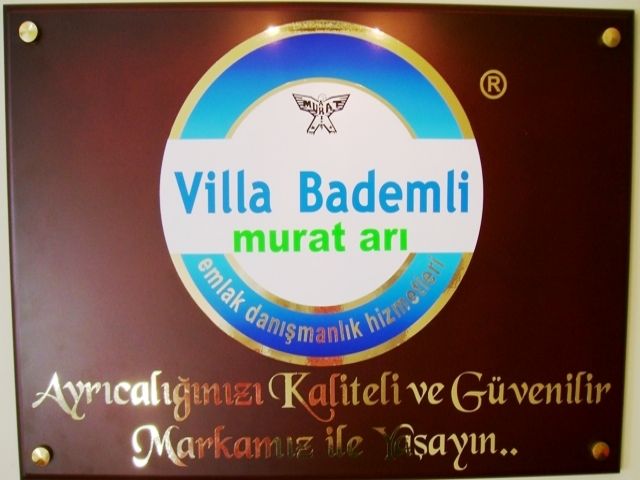 ®
MURAT
Villa Bademli
murat arı
emlak danışmanlık hizmetleri
Ayrıcalığınızı Kaliteli ve Güvenilir
Markamız ile Yaşayın..